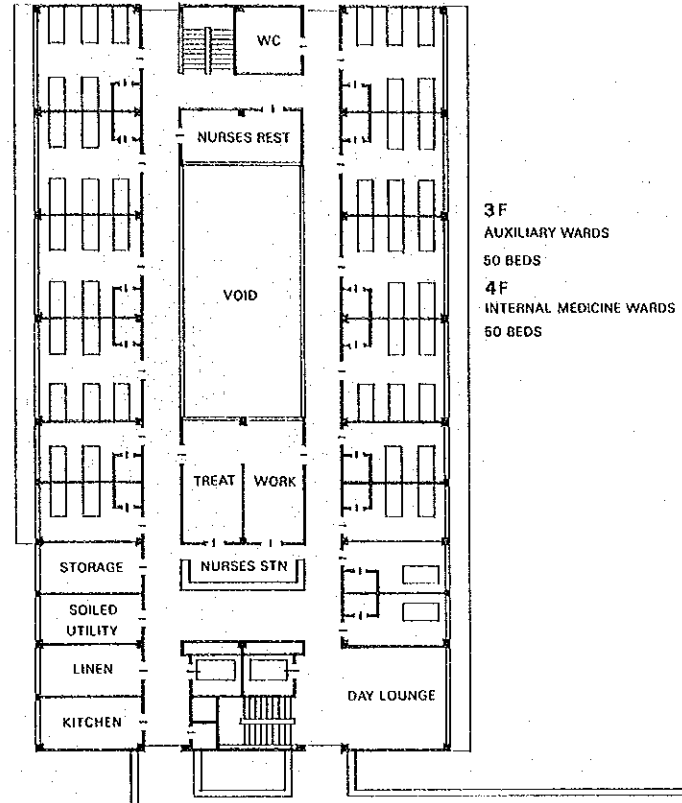 WC
NURSES REST
VOID
3F
AUXILIARY WARDS
50 BEDS
4F
INTERNAL MEDICINE WARDS
50 BEDS
TREAT
WORK
NURSES STN
STORAGE
SOILED
UTILITY
LINEN
KITCHEN
DAY LOUNGE